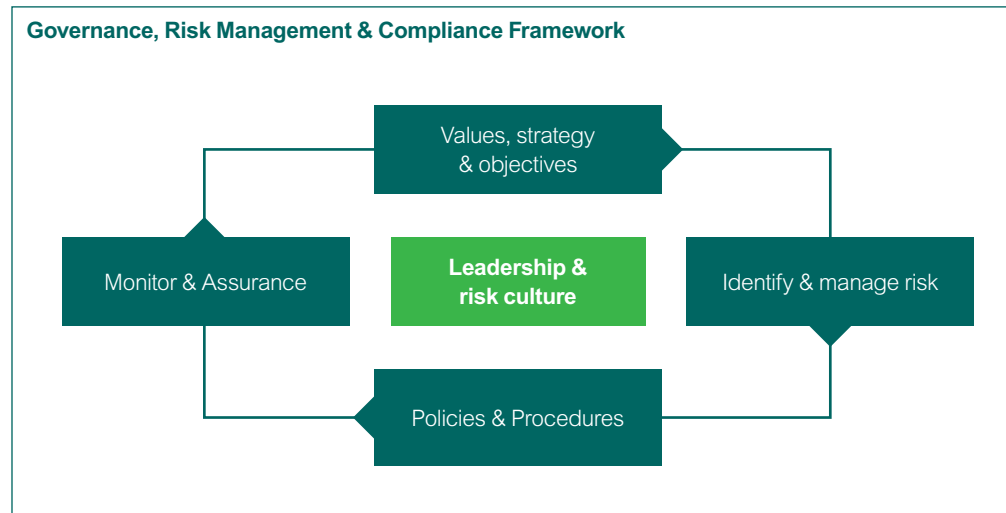 Governance, Risk Management & Compliance Framework
Values, strategy
& objectives
Monitor & Assurance
Leadership &
risk culture
Identify & manage risk
Policies & Procedures